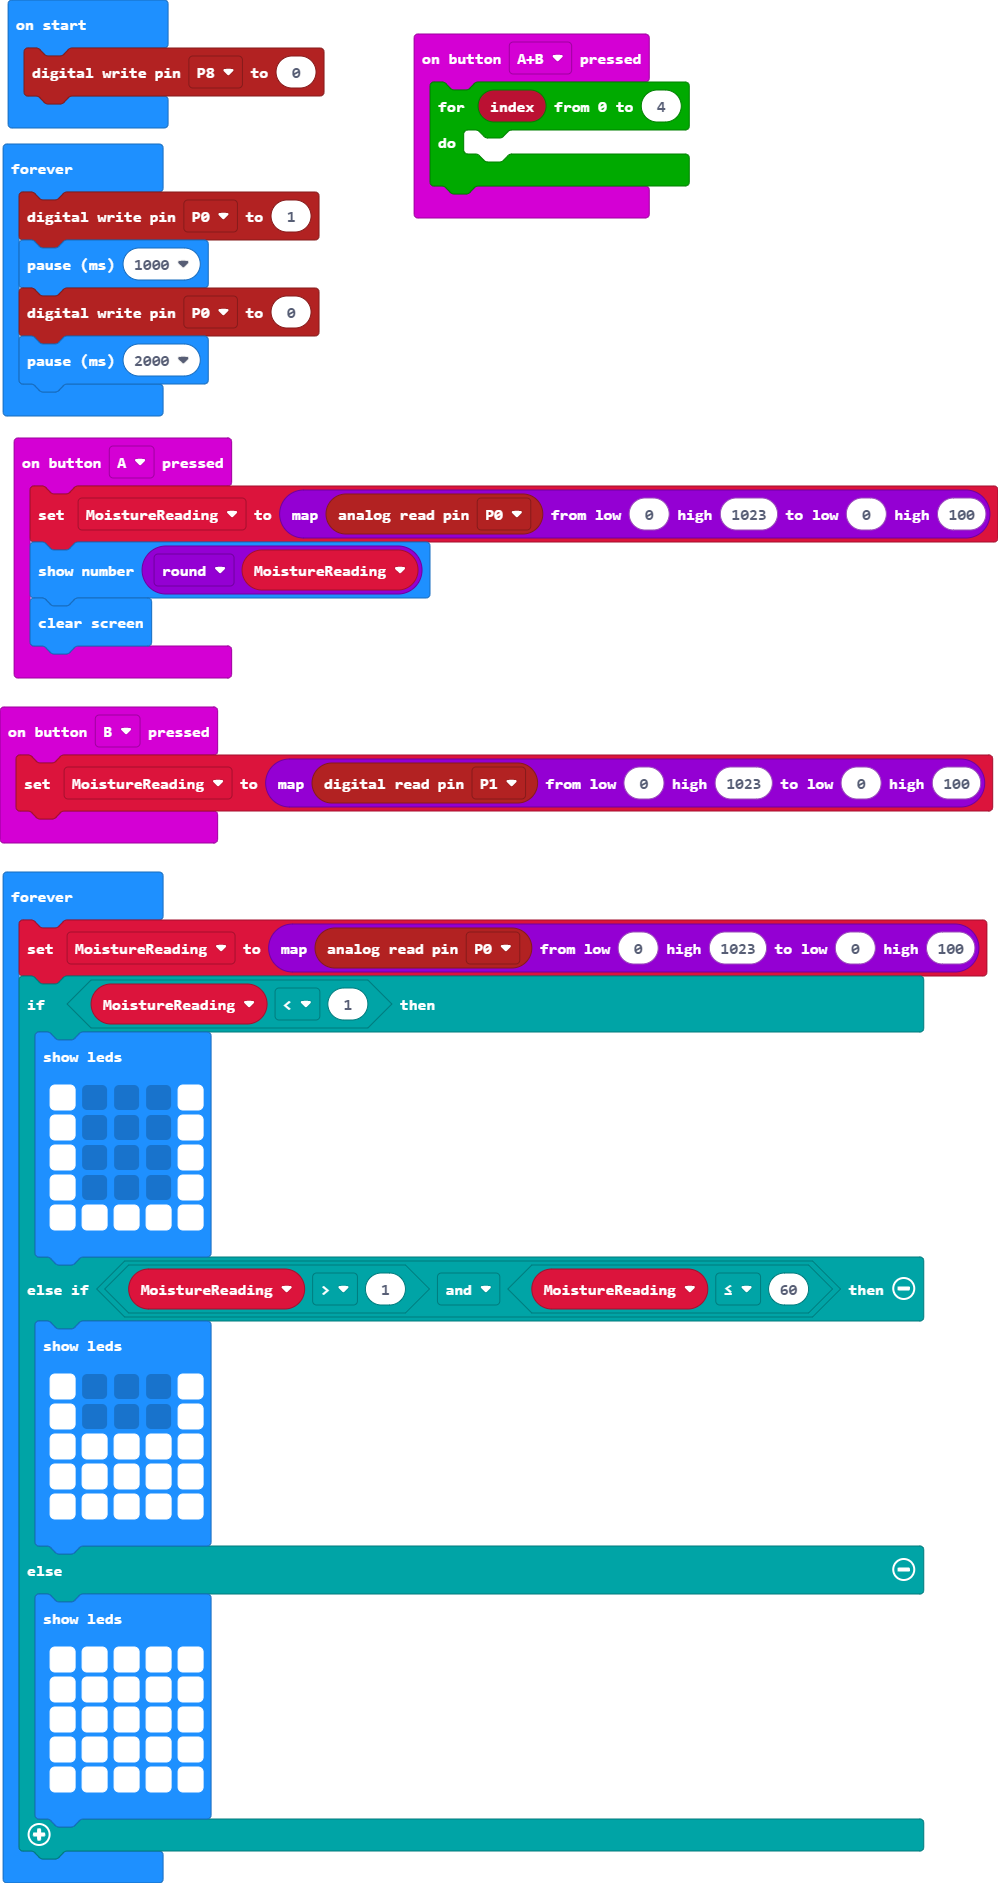 on start
digital write pin P8 to 0
on button A+B pressed
for index from 0 to 4
do
forever
digital write pin P0 to 1
pause (ms) 1000
digital write pin P0 to 0
pause (ms) 2000
on button A pressed
set MoistureReading to map analog read pin P0 from low 0 high 1023 to low 0 high 100
show number round MoistureReading
clear screen
on button B pressed
set MoistureReading to map digital read pin P1 from low 0 high 1023 to low 0 high 100
forever
set MoistureReading to map analog read pin P0 from low 0 high 1023 to low 0 high 100
if MoistureReading < 1 then
show leds
else if MoistureReading > 1 and MoistureReading ≤ 60 then
show leds
else
show leds